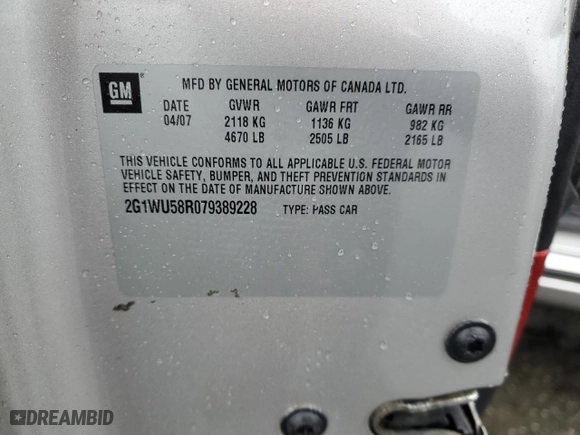 GM
MFD BY GENERAL MOTORS OF CANADA LTD.
DATE GVWR GAWR FRT GAWR RR
04/07 2118 KG 1136 KG 982 KG
4670 LB 2505 LB 2165 LB
THIS VEHICLE CONFORMS TO ALL APPLICABLE U.S. FEDERAL MOTOR
VEHICLE SAFETY, BUMPER, AND THEFT PREVENTION STANDARDS IN
EFFECT ON THE DATE OF MANUFACTURE SHOWN ABOVE.
2G1WU58R079389228 TYPE: PASS CAR
DREAMBID